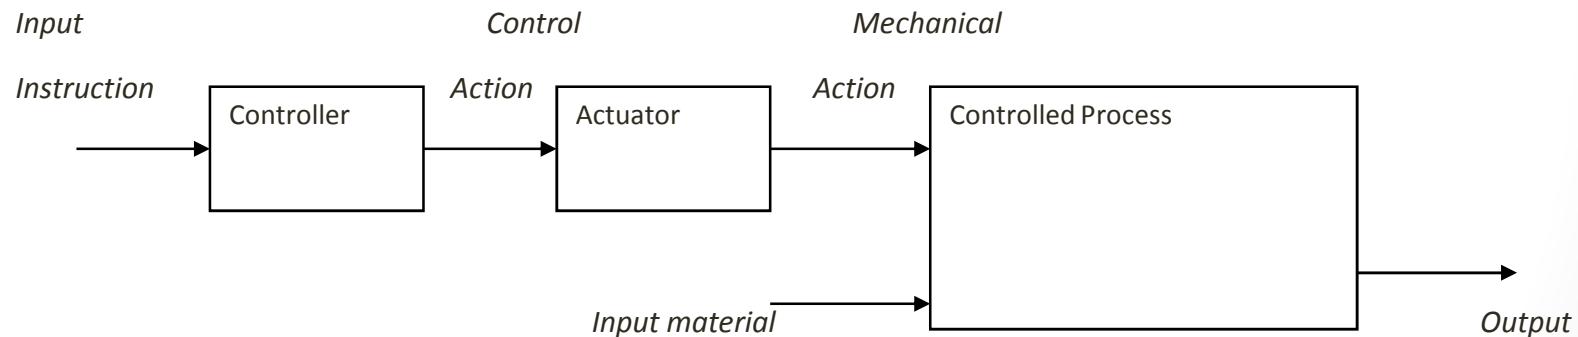 Input Control Mechanical
Instruction Action Action
Controller Actuator Controlled Process
Input material Output